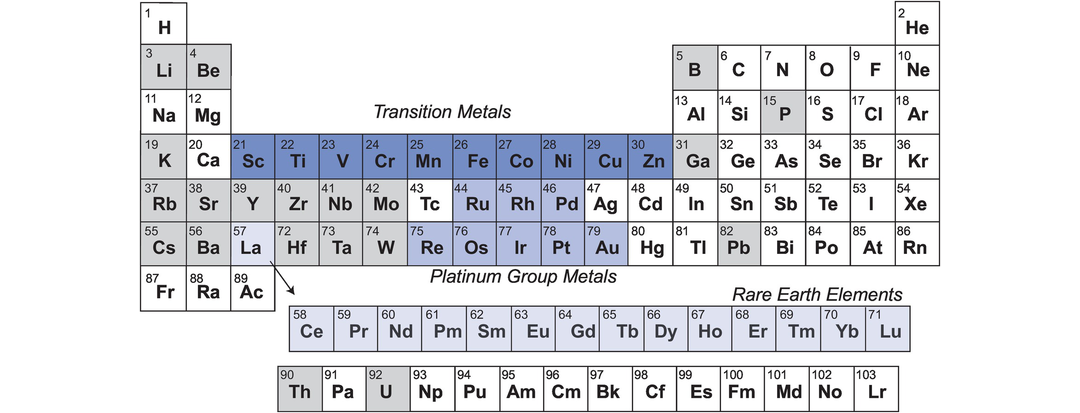 1 H 2 He
3 Li 4 Be 5 B 6 C 7 N 8 O 9 F 10 Ne
11 Na 12 Mg 13 Al 14 Si 15 P 16 S 17 Cl 18 Ar
Transition Metals
19 K 20 Ca 21 Sc 22 Ti 23 V 24 Cr 25 Mn 26 Fe 27 Co 28 Ni 29 Cu 30 Zn 31 Ga 32 Ge 33 As 34 Se 35 Br 36 Kr
37 Rb 38 Sr 39 Y 40 Zr 41 Nb 42 Mo 43 Tc 44 Ru 45 Rh 46 Pd 47 Ag 48 Cd 49 In 50 Sn 51 Sb 52 Te 53 I 54 Xe
55 Cs 56 Ba 57 La 72 Hf 73 Ta 74 W 75 Re 76 Os 77 Ir 78 Pt 79 Au 80 Hg 81 Tl 82 Pb 83 Bi 84 Po 85 At 86 Rn
Platinum Group Metals
87 Fr 88 Ra 89 Ac
Rare Earth Elements
58 Ce 59 Pr 60 Nd 61 Pm 62 Sm 63 Eu 64 Gd 65 Tb 66 Dy 67 Ho 68 Er 69 Tm 70 Yb 71 Lu
90 Th 91 Pa 92 U 93 Np 94 Pu 95 Am 96 Cm 97 Bk 98 Cf 99 Es 100 Fm 101 Md 102 No 103 Lr